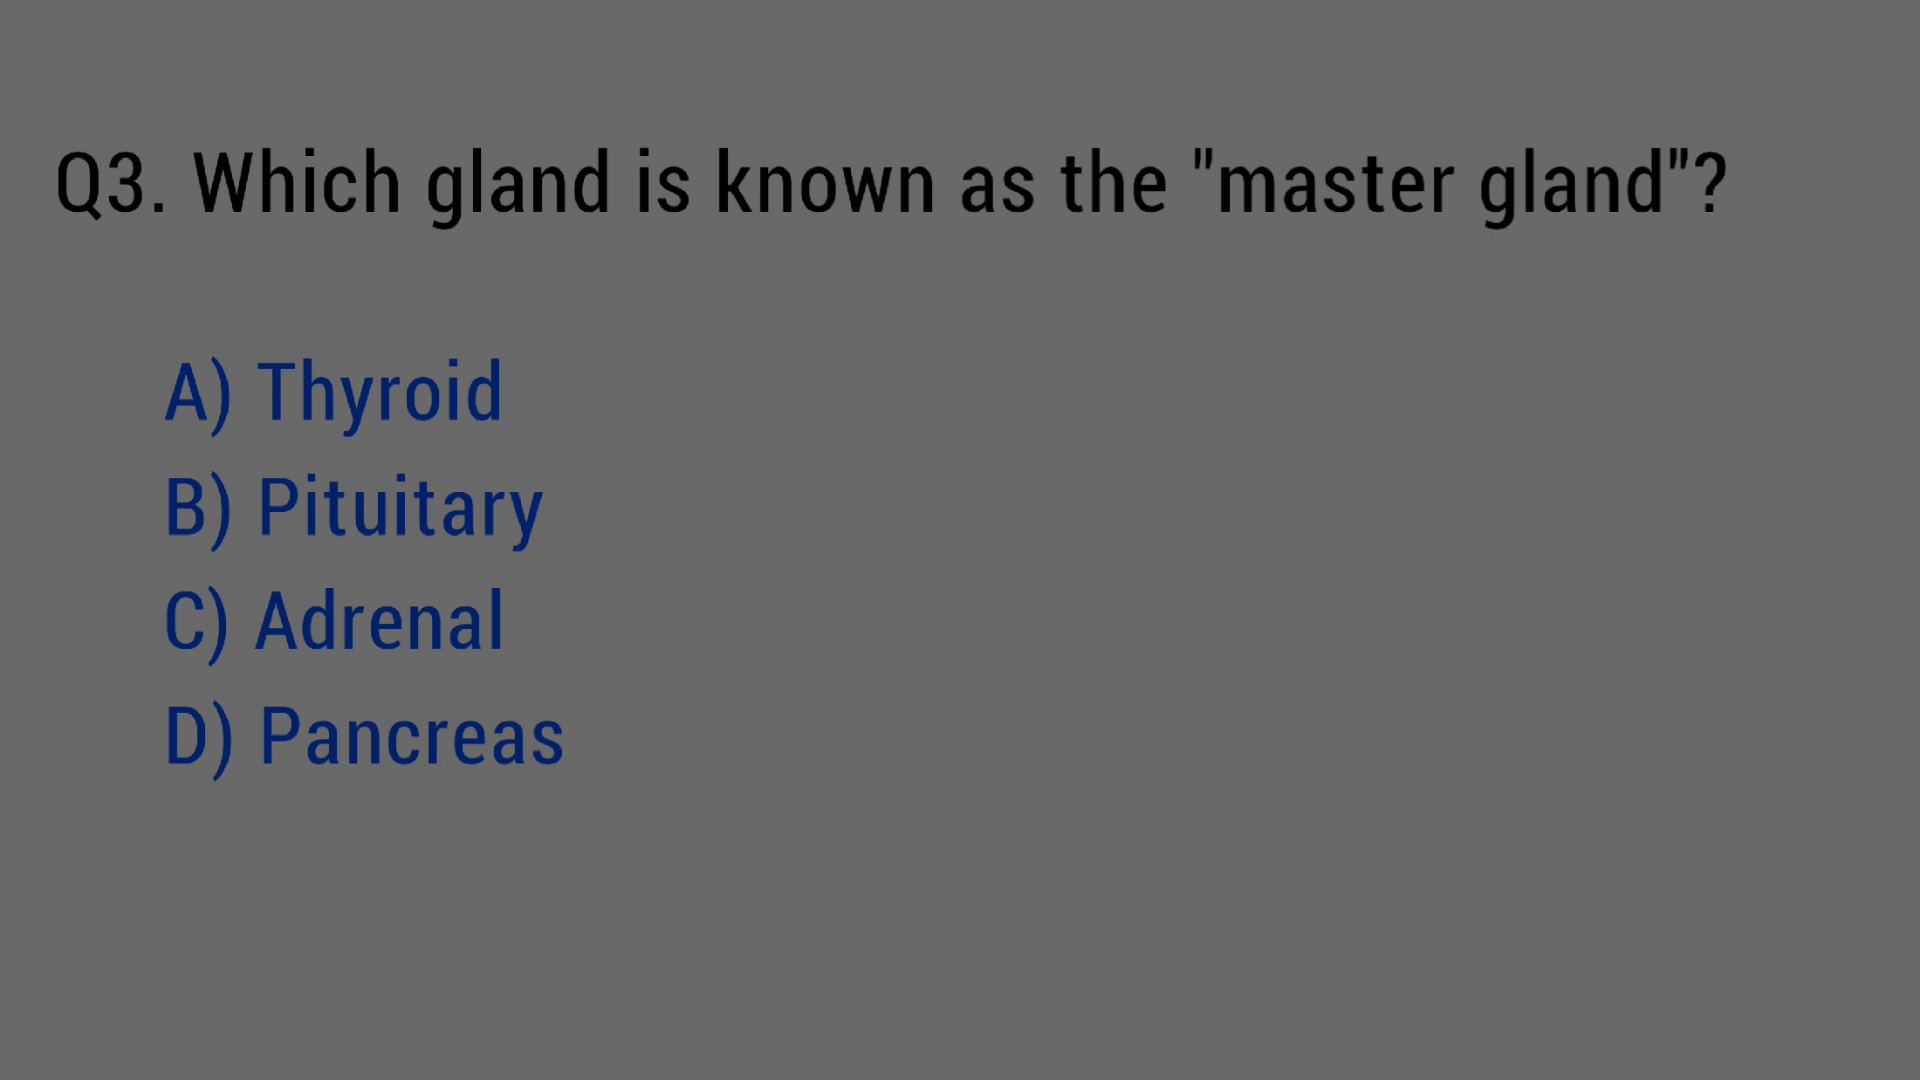 Q3. Which gland is known as the "master gland"?
A) Thyroid
B) Pituitary
C) Adrenal
D) Pancreas